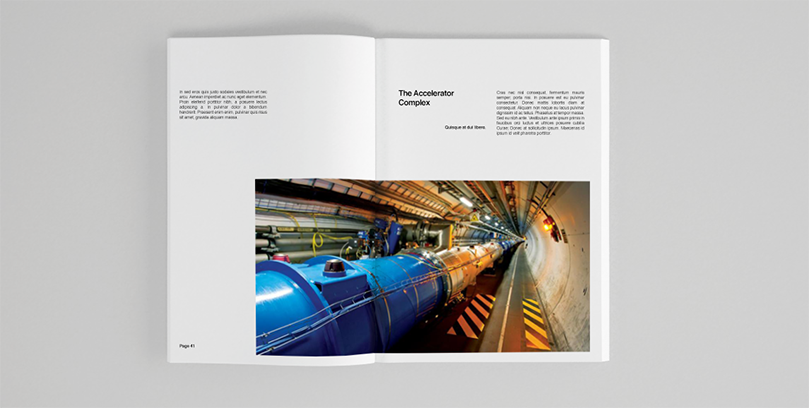 In sed eros quis justo sodales vestibulum et nec
arcu. Aenean imperdiet ac nunc eget elementum.
Proin eleifend porttitor nibh, a posuere lectus
adipiscing a. In pulvinar dolor a bibendum
hendrerit. Praesent enim enim, pulvinar quis risus
sit amet, gravida aliquam massa.
The Accelerator
Complex
Cras nec nisl consequat, fermentum mauris
semper, porta nisi. In posuere est eu pulvinar
consectetur. Donec mattis lobortis diam at
consequat. Aliquam non neque eu lacus pulvinar
dignissim id ac tellus. Phasellus at tempor massa.
Sed eu nibh ante. Vestibulum ante ipsum primis in
faucibus orci luctus et ultrices posuere cubilia
Curae; Donec at sollicitudin ipsum. Maecenas id
ipsum id velit pharetra porttitor.
Quisque et dui libero.
Page 41